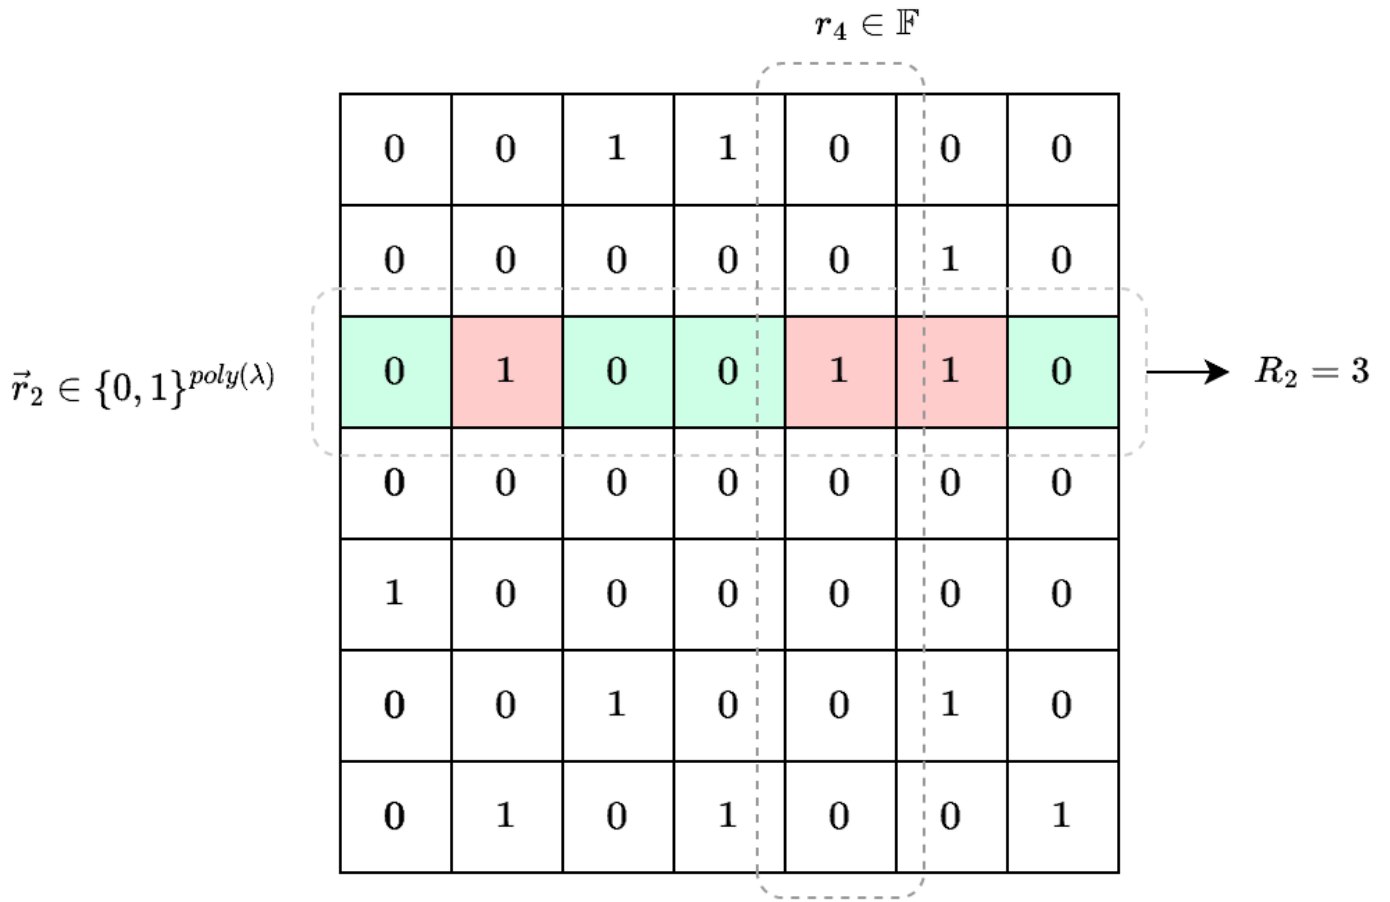 r₄ ∈ 𝔽
0 0 1 1 0 0 0
0 0 0 0 0 1 0
r⃗₂ ∈ {0, 1}^{poly(λ)} 0 1 0 0 1 1 0 R₂ = 3
0 0 0 0 0 0 0
1 0 0 0 0 0 0
0 0 1 0 0 1 0
0 1 0 1 0 0 1